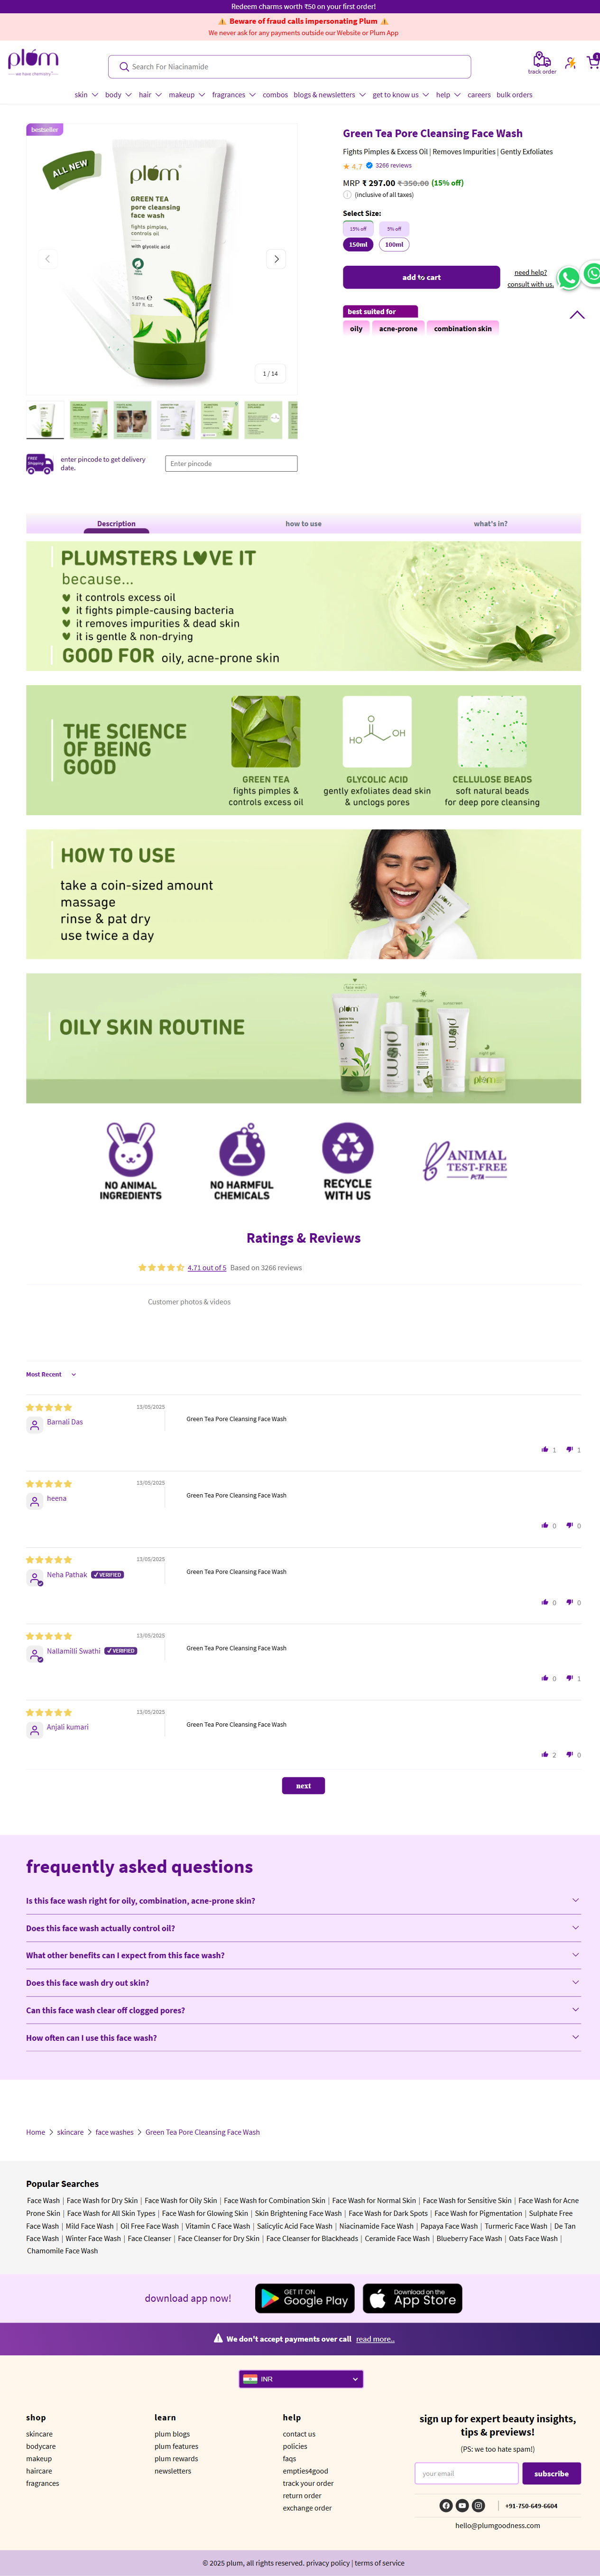 Redeem charms worth ₹50 on your first order!
⚠️ Beware of fraud calls impersonating Plum ⚠️
We never ask for any payments outside our Website or Plum App
plum
we have chemistry
Search For Niacinamide
track order
skin body hair makeup fragrances combos blogs & newsletters get to know us help careers bulk orders
bestseller
ALL NEW
plum
GREEN TEA
pore cleansing
face wash
fights pimples,
controls oil
with glycolic acid
150ml
5.07 fl. oz.
1 / 14
FREE
Shipping
enter pincode to get delivery
date.
Enter pincode
Green Tea Pore Cleansing Face Wash
Fights Pimples & Excess Oil | Removes Impurities | Gently Exfoliates
4.7 3266 reviews
MRP ₹ 297.00 ₹ 350.00 (15% off)
(inclusive of all taxes)
Select Size:
15% off 5% off
150ml 100ml
add to cart
need help?
consult with us.
best suited for
oily acne-prone combination skin
Description how to use what's in?
PLUMSTERS LOVE IT
because...
it controls excess oil
it fights pimple-causing bacteria
it removes impurities & dead skin
it is gentle & non-drying
GOOD FOR oily, acne-prone skin
THE SCIENCE
OF BEING
GOOD
HO O OH
GREEN TEA
fights pimples &
controls excess oil
GLYCOLIC ACID
gently exfoliates dead skin
& unclogs pores
CELLULOSE BEADS
soft natural beads
for deep pore cleansing
HOW TO USE
take a coin-sized amount
massage
rinse & pat dry
use twice a day
OILY SKIN ROUTINE
face wash
moisturizer
sunscreen
night gel
plum
NO ANIMAL
INGREDIENTS
NO HARMFUL
CHEMICALS
RECYCLE
WITH US
ANIMAL
TEST-FREE
PETA
Ratings & Reviews
4.71 out of 5 Based on 3266 reviews
Customer photos & videos
Most Recent
13/05/2025
Barnali Das
Green Tea Pore Cleansing Face Wash
1 1
13/05/2025
heena
Green Tea Pore Cleansing Face Wash
0 0
13/05/2025
Neha Pathak VERIFIED
Green Tea Pore Cleansing Face Wash
0 0
13/05/2025
Nallamilli Swathi VERIFIED
Green Tea Pore Cleansing Face Wash
0 1
13/05/2025
Anjali kumari
Green Tea Pore Cleansing Face Wash
2 0
next
frequently asked questions
Is this face wash right for oily, combination, acne-prone skin?
Does this face wash actually control oil?
What other benefits can I expect from this face wash?
Does this face wash dry out skin?
Can this face wash clear off clogged pores?
How often can I use this face wash?
Home > skincare > face washes > Green Tea Pore Cleansing Face Wash
Popular Searches
Face Wash | Face Wash for Dry Skin | Face Wash for Oily Skin | Face Wash for Combination Skin | Face Wash for Normal Skin | Face Wash for Sensitive Skin | Face Wash for Acne
Prone Skin | Face Wash for All Skin Types | Face Wash for Glowing Skin | Skin Brightening Face Wash | Face Wash for Dark Spots | Face Wash for Pigmentation | Sulphate Free
Face Wash | Mild Face Wash | Oil Free Face Wash | Vitamin C Face Wash | Salicylic Acid Face Wash | Niacinamide Face Wash | Papaya Face Wash | Turmeric Face Wash | De Tan
Face Wash | Winter Face Wash | Face Cleanser | Face Cleanser for Dry Skin | Face Cleanser for Blackheads | Ceramide Face Wash | Blueberry Face Wash | Oats Face Wash |
Chamomile Face Wash
download app now!
GET IT ON
Google Play
Download on the
App Store
We don't accept payments over call read more..
INR
shop
skincare
bodycare
makeup
haircare
fragrances
learn
plum blogs
plum features
plum rewards
newsletters
help
contact us
policies
faqs
empties4good
track your order
return order
exchange order
sign up for expert beauty insights,
tips & previews!
(PS: we too hate spam!)
your email
subscribe
+91-750-649-6604
hello@plumgoodness.com
© 2025 plum, all rights reserved. privacy policy | terms of service